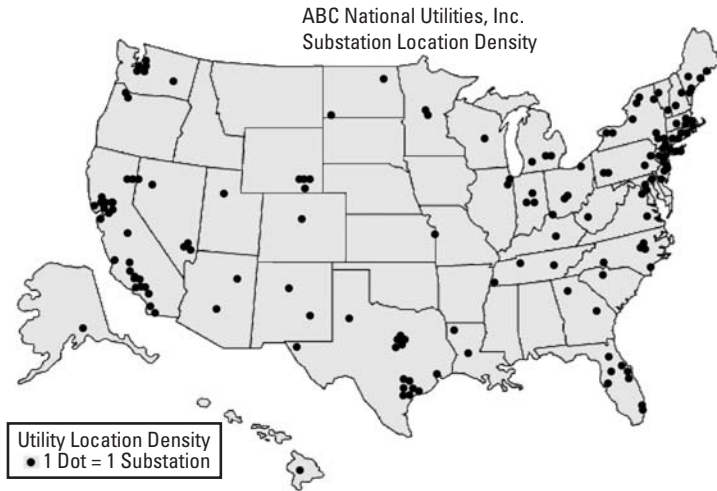 ABC National Utilities, Inc.
Substation Location Density
Utility Location Density
1 Dot = 1 Substation